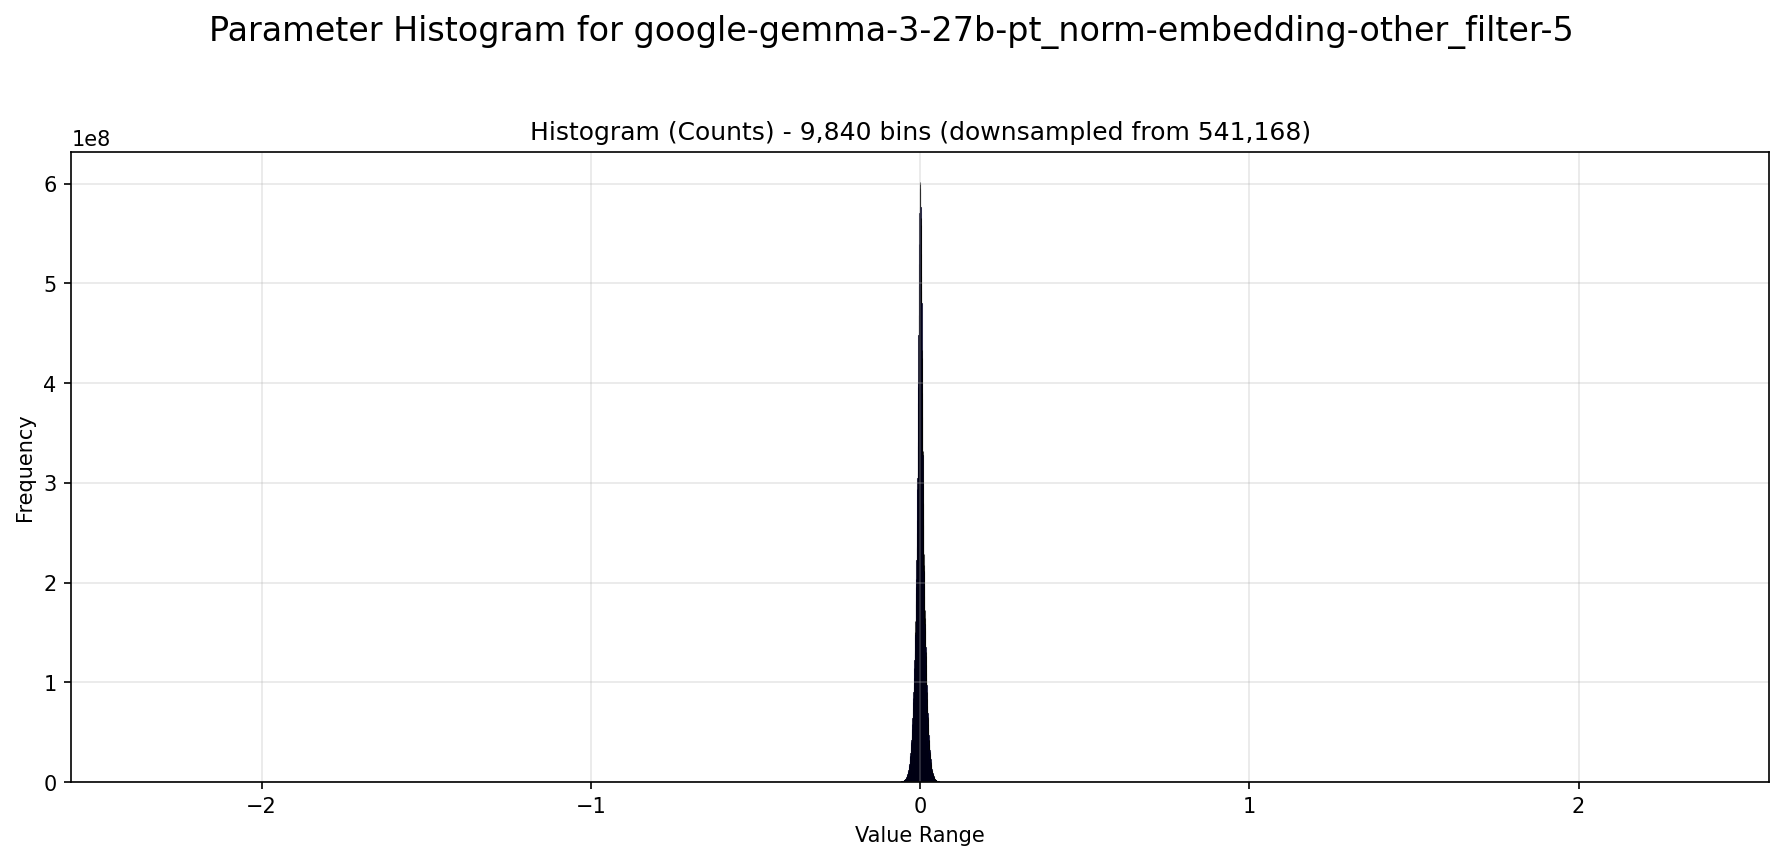 Parameter Histogram for google-gemma-3-27b-pt_norm-embedding-other_filter-5
Histogram (Counts) - 9,840 bins (downsampled from 541,168)
1e8
6
5
4
3
2
1
0
Frequency
−2
−1
0
1
2
Value Range